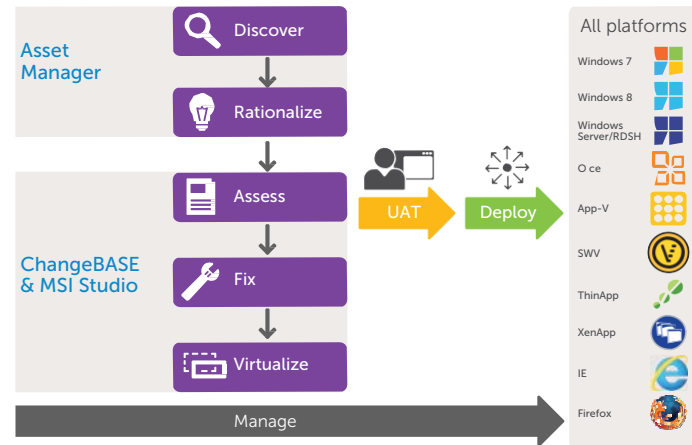 Asset
Manager
Discover
Rationalize
ChangeBASE
& MSI Studio
Assess
Fix
Virtualize
UAT
Deploy
Manage
All platforms
Windows 7
Windows 8
Windows
Server/RDSH
O ce
App-V
SWV
ThinApp
XenApp
IE
Firefox